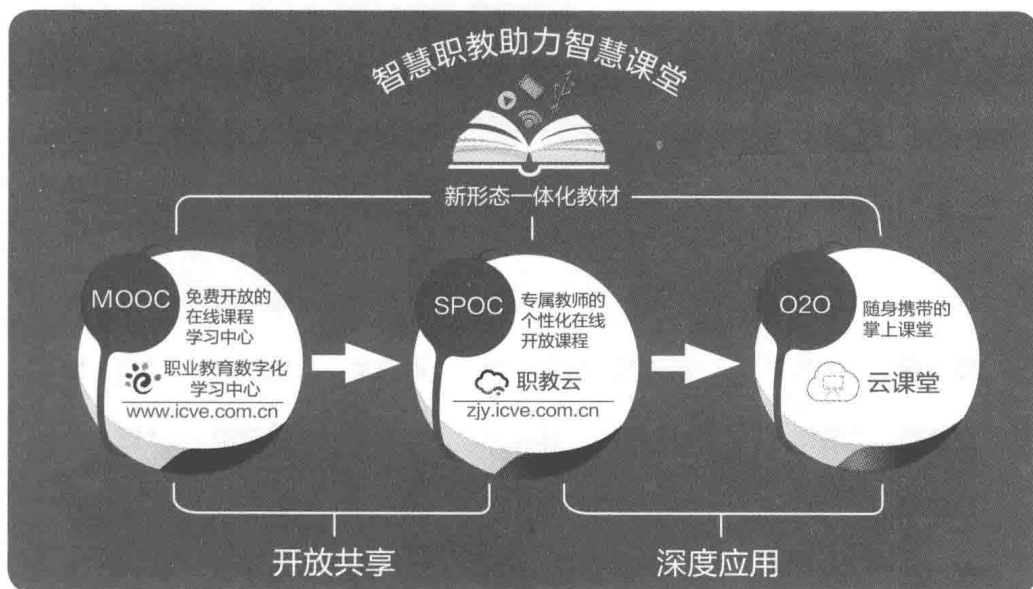 智慧职教助力智慧课堂
新形态一体化教材
MOOC
免费开放的
在线课程
学习中心
职业教育数字化
学习中心
www.icve.com.cn
SPOC
专属教师的
个性化在线
开放课程
职教云
zjy.icve.com.cn
O2O
随身携带的
掌上课堂
云课堂
开放共享
深度应用